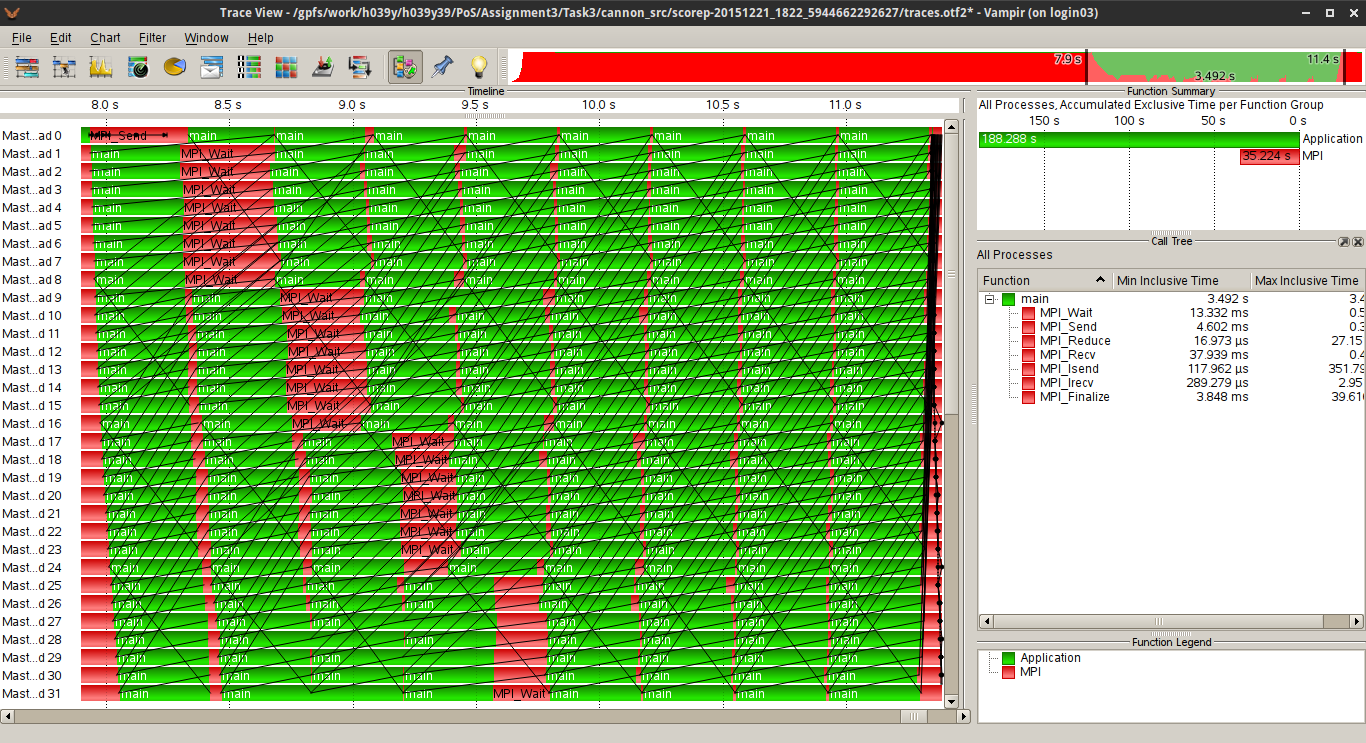 Trace View - /gpfs/work/h039y/h039y39/PoS/Assignment3/Task3/cannon_src/scorep-20151221_1822_5944662292627/traces.otf2* - Vampir (on login03)
File Edit Chart Filter Window Help
7.9 s 3.492 s 11.4 s
Timeline
8.0 s 8.5 s 9.0 s 9.5 s 10.0 s 10.5 s 11.0 s
Mast...ad 0 MPI_Send main main main main main main main
Mast...ad 1 main MPI_Wait main main main main main main main
Mast...ad 2 main MPI_Wait main main main main main main main
Mast...ad 3 main MPI_Wait main main main main main main main
Mast...ad 4 main MPI_Wait main main main main main main main
Mast...ad 5 main MPI_Wait main main main main main main main
Mast...ad 6 main MPI_Wait main main main main main main main
Mast...ad 7 main MPI_Wait main main main main main main main
Mast...ad 8 main MPI_Wait main main main main main main main
Mast...ad 9 main main MPI_Wait main main main main main main
Mast...d 10 main main MPI_Wait main main main main main main
Mast...d 11 main main MPI_Wait main main main main main main
Mast...d 12 main main MPI_Wait main main main main main main
Mast...d 13 main main MPI_Wait main main main main main main
Mast...d 14 main main MPI_Wait main main main main main main
Mast...d 15 main main MPI_Wait main main main main main main
Mast...d 16 main main MPI_Wait main main main main main main
Mast...d 17 main main main MPI_Wait main main main main main
Mast...d 18 main main main MPI_Wait main main main main main
Mast...d 19 main main main MPI_Wait main main main main main
Mast...d 20 main main main MPI_Wait main main main main main
Mast...d 21 main main main MPI_Wait main main main main main
Mast...d 22 main main main MPI_Wait main main main main main
Mast...d 23 main main main MPI_Wait main main main main main
Mast...d 24 main main main main main main main main
Mast...d 25 main main main main main main main main
Mast...d 26 main main main main main main main main
Mast...d 27 main main main main main main main main
Mast...d 28 main main main main main main main main
Mast...d 29 main main main main main main main main
Mast...d 30 main main main main main main main main
Mast...d 31 main main main MPI_Wait main main main main
Function Summary
All Processes, Accumulated Exclusive Time per Function Group
150 s 100 s 50 s 0 s
188.288 s Application
35.224 s MPI
Call Tree
All Processes
Function Min Inclusive Time Max Inclusive Time
main 3.492 s 3.4
MPI_Wait 13.332 ms 0.5
MPI_Send 4.602 ms 0.3
MPI_Reduce 16.973 µs 27.15
MPI_Recv 37.939 ms 0.4
MPI_Isend 117.962 µs 351.79
MPI_Irecv 289.279 µs 2.95
MPI_Finalize 3.848 ms 39.616
Function Legend
Application
MPI